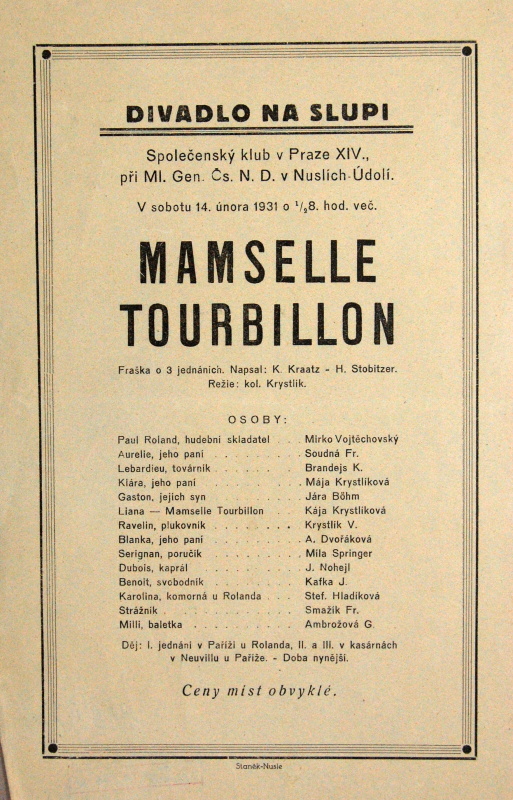 DIVADLO NA SLUPI
Společenský klub v Praze XIV.,
při Ml. Gen. Čs. N. D. v Nuslích-Údolí.
V sobotu 14. února 1931 o ½8. hod. več.
MAMSELLE
TOURBILLON
Fraška o 3 jednáních. Napsal: K. Kraatz - H. Stobitzer.
Režie: kol. Krystlík.
OSOBY:
Paul Roland, hudební skladatel . . Mirko Vojtěchovský
Aurelie, jeho paní . . . . . . . Soudná Fr.
Lebardieu, továrník . . . . . . Brandejs K.
Klára, jeho paní . . . . . . . Mája Krystlíková
Gaston, jejich syn . . . . . . . Jára Böhm
Liana — Mamselle Tourbillon . . Kája Krystlíková
Ravelin, plukovník . . . . . . . Krystlík V.
Blanka, jeho paní . . . . . . . A. Dvořáková
Serignan, poručík . . . . . . . Míla Springer
Dubois, kaprál . . . . . . . . J. Nohejl
Benoit, svobodník . . . . . . . Kafka J.
Karolina, komorná u Rolanda . . . Stef. Hladíková
Strážník . . . . . . . . . . Smažík Fr.
Milli, baletka . . . . . . . . Ambrožová G.
Děj: I. jednání v Paříži u Rolanda, II. a III. v kasárnách
v Neuvillu u Paříže. - Doba nynější.
Ceny míst obvyklé.
Staněk-Nusle